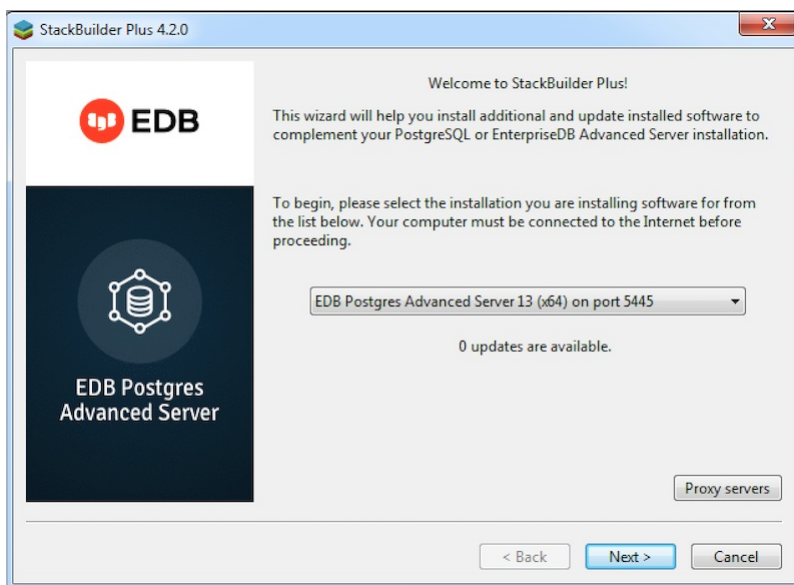 StackBuilder Plus 4.2.0
EDB
Welcome to StackBuilder Plus!
This wizard will help you install additional and update installed software to
complement your PostgreSQL or EnterpriseDB Advanced Server installation.
To begin, please select the installation you are installing software for from
the list below. Your computer must be connected to the Internet before
proceeding.
EDB Postgres Advanced Server 13 (x64) on port 5445
0 updates are available.
EDB Postgres
Advanced Server
Proxy servers
< Back
Next >
Cancel